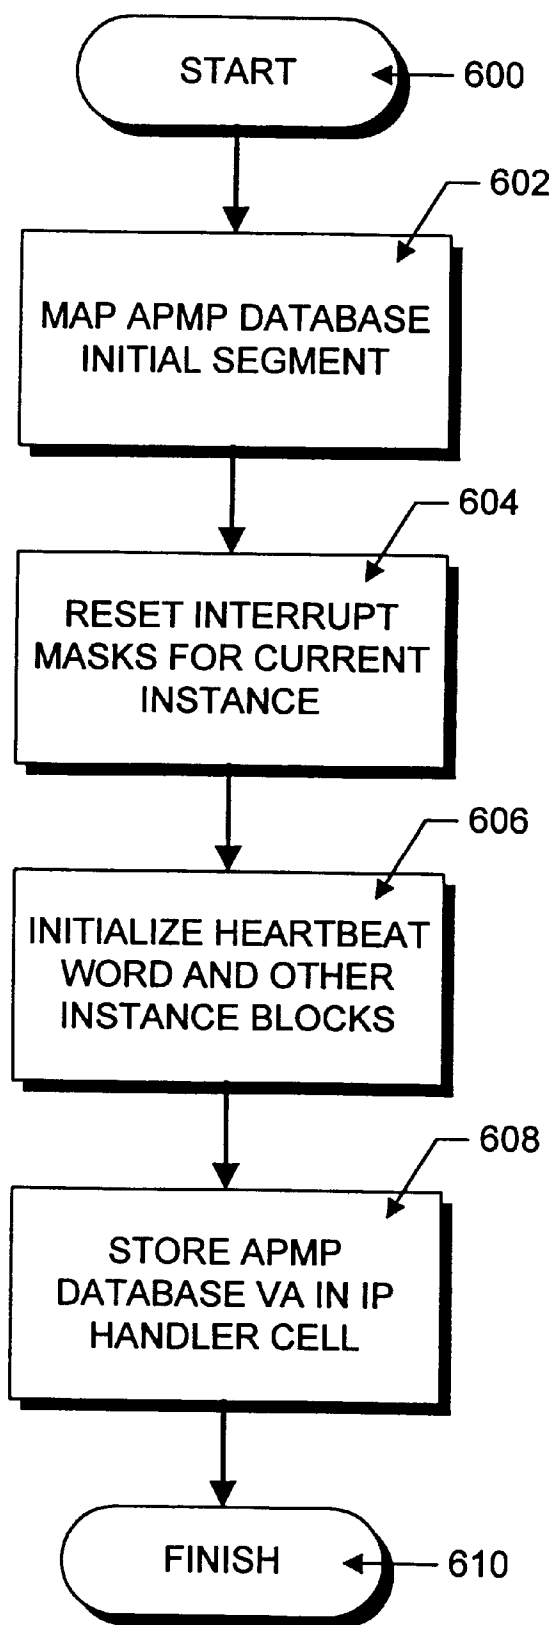 START
600
602
MAP APMP DATABASE
INITIAL SEGMENT
604
RESET INTERRUPT
MASKS FOR CURRENT
INSTANCE
606
INITIALIZE HEARTBEAT
WORD AND OTHER
INSTANCE BLOCKS
608
STORE APMP
DATABASE VA IN IP
HANDLER CELL
FINISH
610